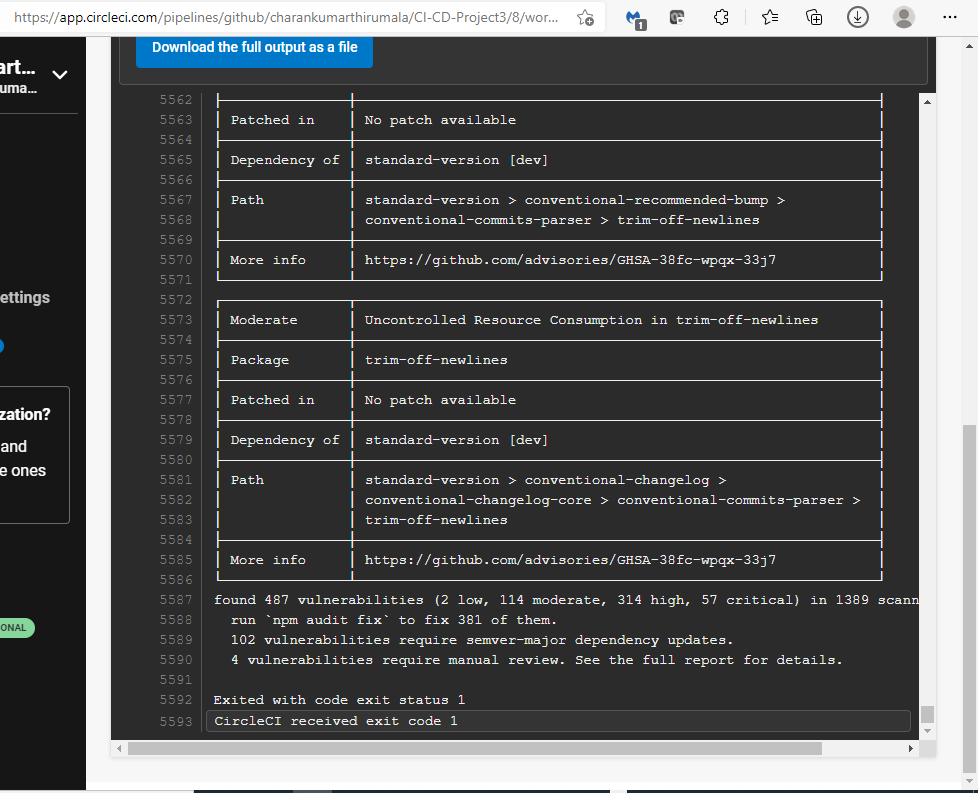 https://app.circleci.com/pipelines/github/charankumarthirumala/CI-CD-Project3/8/wor...
1
art...
uma...
Download the full output as a file
5562
5563 Patched in No patch available
5564
5565 Dependency of standard-version [dev]
5566
5567 Path standard-version > conventional-recommended-bump >
5568 conventional-commits-parser > trim-off-newlines
5569
5570 More info https://github.com/advisories/GHSA-38fc-wpqx-33j7
5571
5572
ettings
5573 Moderate Uncontrolled Resource Consumption in trim-off-newlines
5574
5575 Package trim-off-newlines
5576
5577 Patched in No patch available
5578
zation?
5579 Dependency of standard-version [dev]
and
5580
e ones
5581 Path standard-version > conventional-changelog >
5582 conventional-changelog-core > conventional-commits-parser >
5583 trim-off-newlines
5584
5585 More info https://github.com/advisories/GHSA-38fc-wpqx-33j7
5586
5587 found 487 vulnerabilities (2 low, 114 moderate, 314 high, 57 critical) in 1389 scann
5588 run `npm audit fix` to fix 381 of them.
ONAL
5589 102 vulnerabilities require semver-major dependency updates.
5590 4 vulnerabilities require manual review. See the full report for details.
5591
5592 Exited with code exit status 1
5593 CircleCI received exit code 1